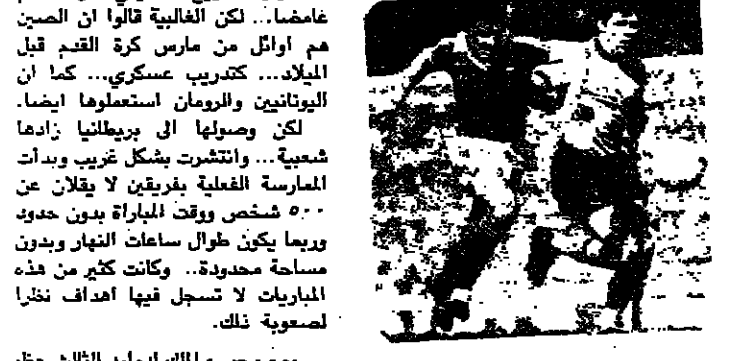 غامضا... لكن الغالبية قالوا ان الصين
هم اوائل من مارس كرة القدم قبل
الميلاد... كتدريب عسكري... كما ان
اليونانيين والرومان استعملوها ايضا.
لكن وصولها الى بريطانيا زادها
شعبية... وانتشرت بشكل غريب وبدأت
الممارسة الفعلية بفريقين لا يقلان عن
٥٠٠ شخص ووقت المباراة بدون حدود
وربما يكون طوال ساعات النهار وبدون
مساحة محدودة.. وكانت كثير من هذه
المباريات لا تسجل فيها أهداف نظرا
لصعوبة ذلك.
الثالث حظر